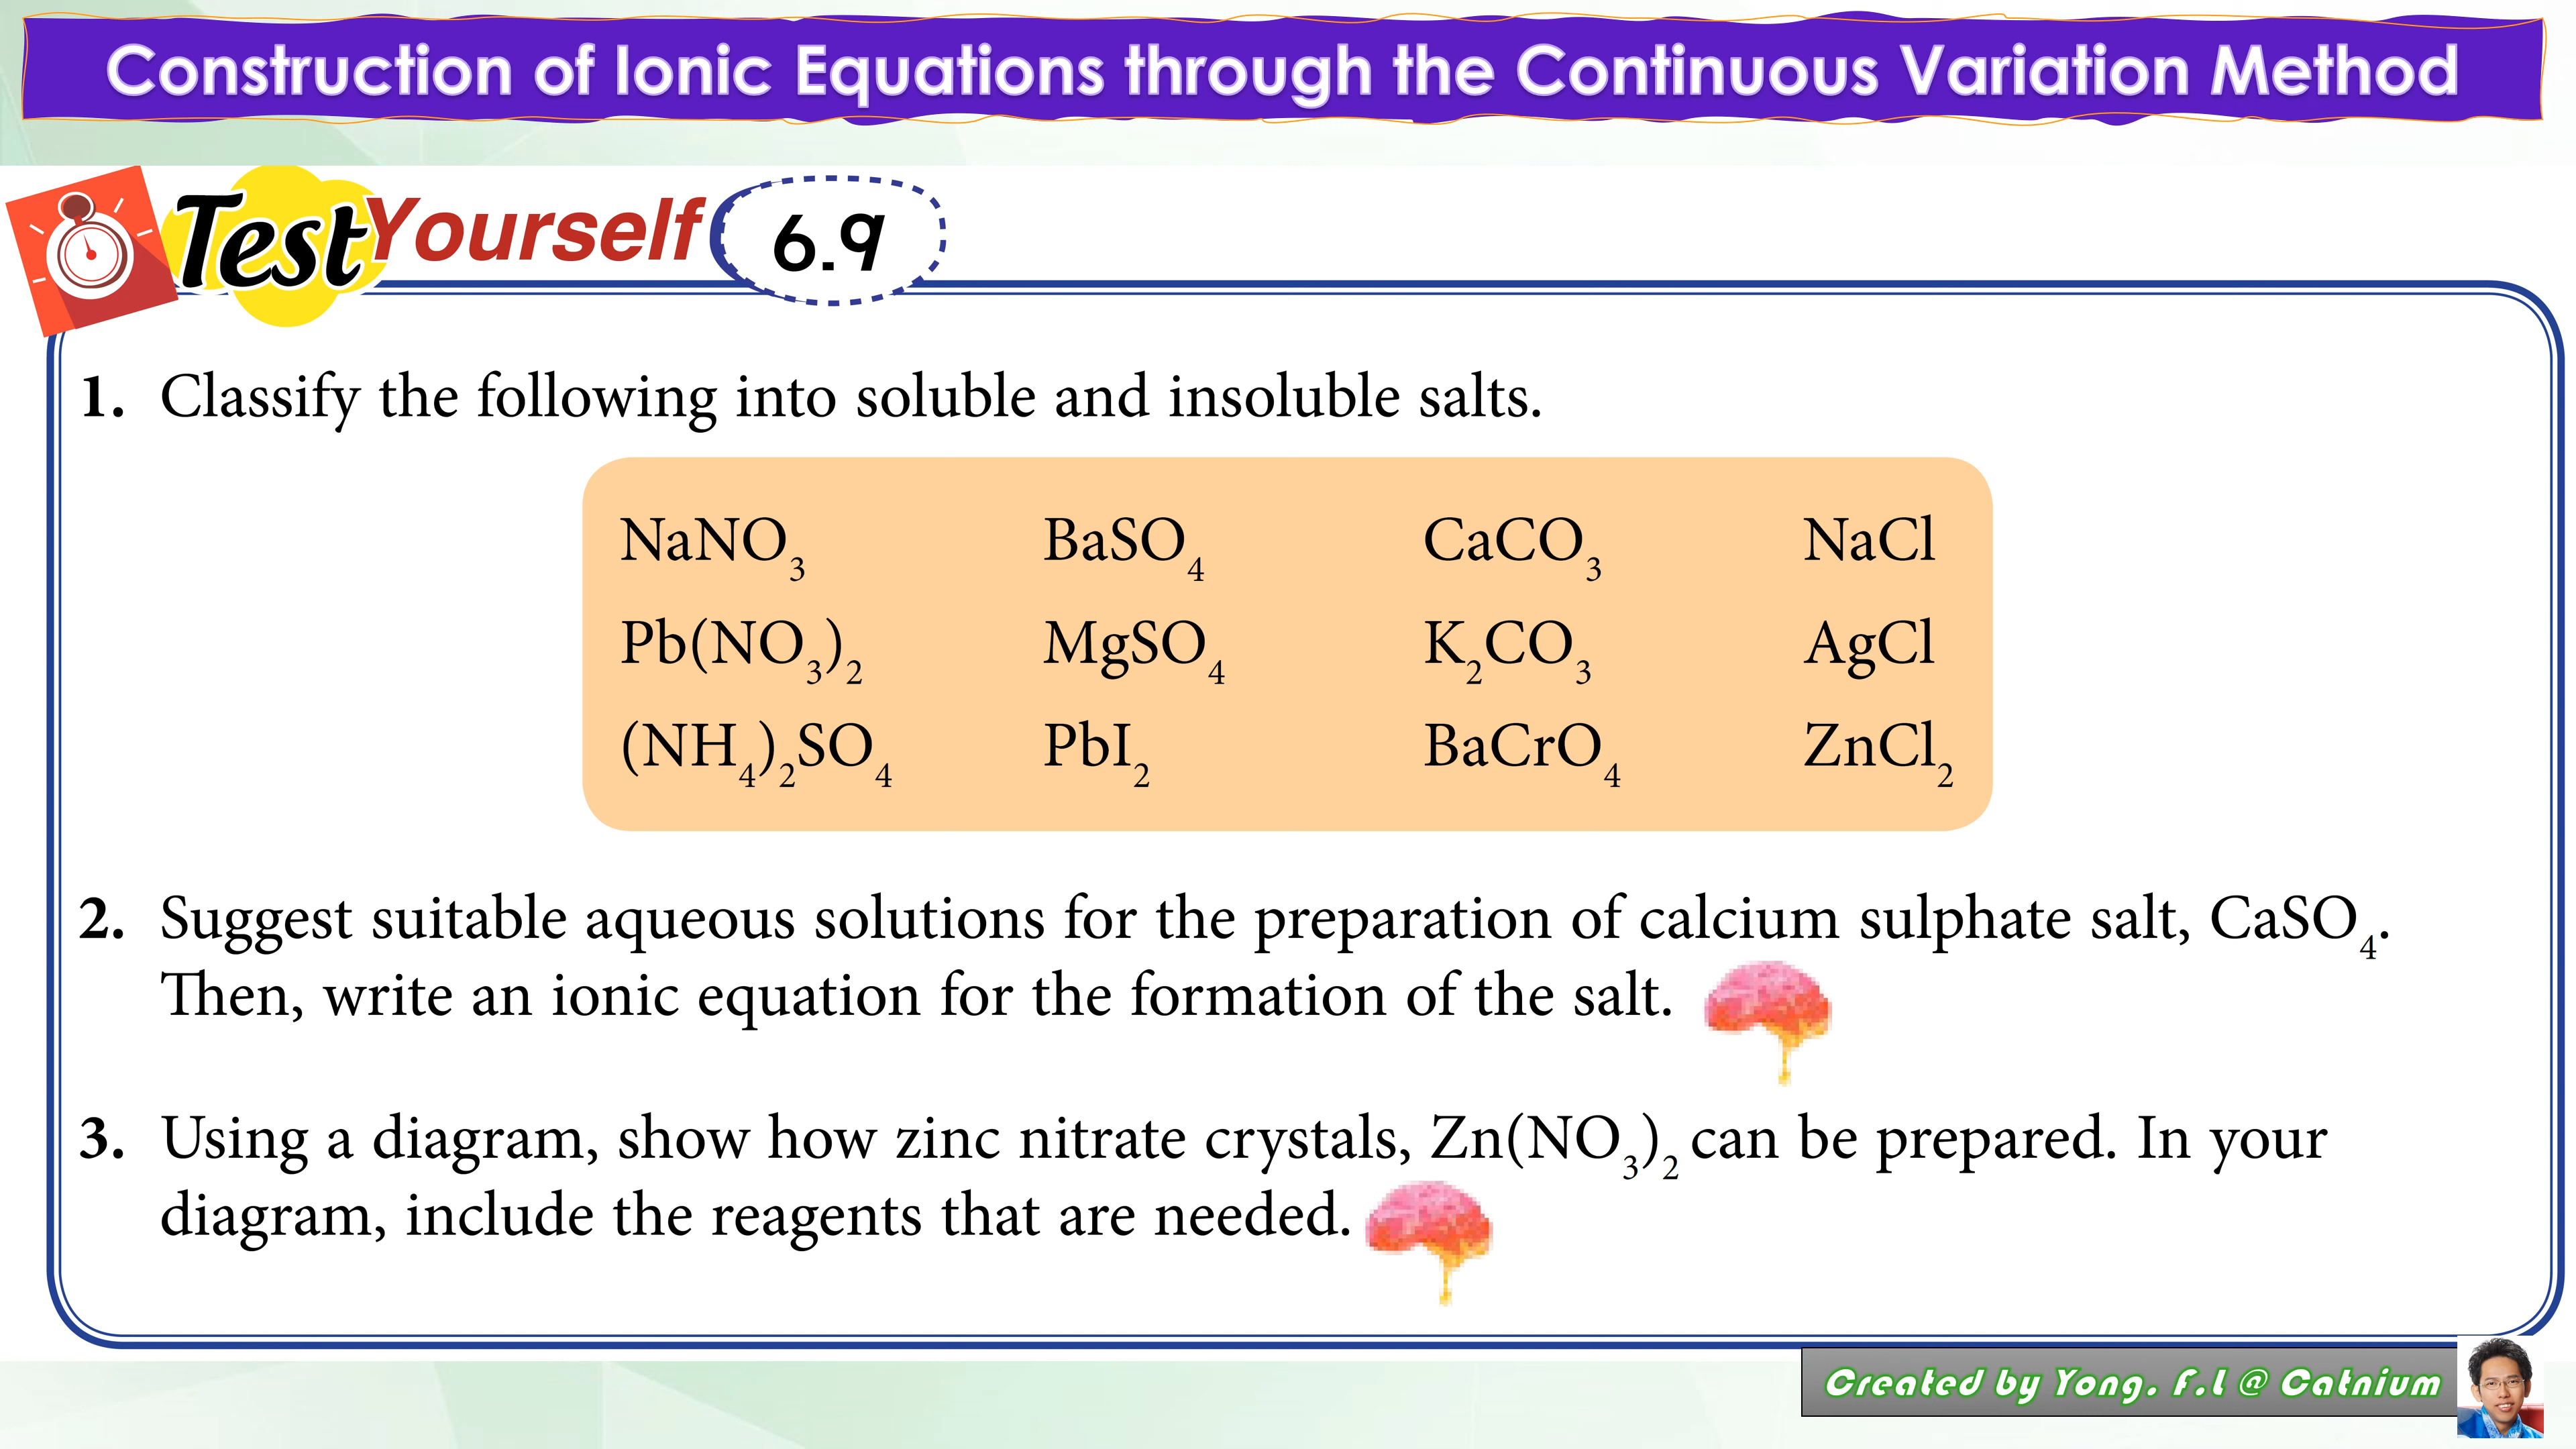 Construction of Ionic Equations through the Continuous Variation Method
Test Yourself 6.9
1. Classify the following into soluble and insoluble salts.
NaNO₃ BaSO₄ CaCO₃ NaCl
Pb(NO₃)₂ MgSO₄ K₂CO₃ AgCl
(NH₄)₂SO₄ PbI₂ BaCrO₄ ZnCl₂
2. Suggest suitable aqueous solutions for the preparation of calcium sulphate salt, CaSO₄.
Then, write an ionic equation for the formation of the salt.
3. Using a diagram, show how zinc nitrate crystals, Zn(NO₃)₂ can be prepared. In your
diagram, include the reagents that are needed.
Created by Yong. F.L @ Catnium